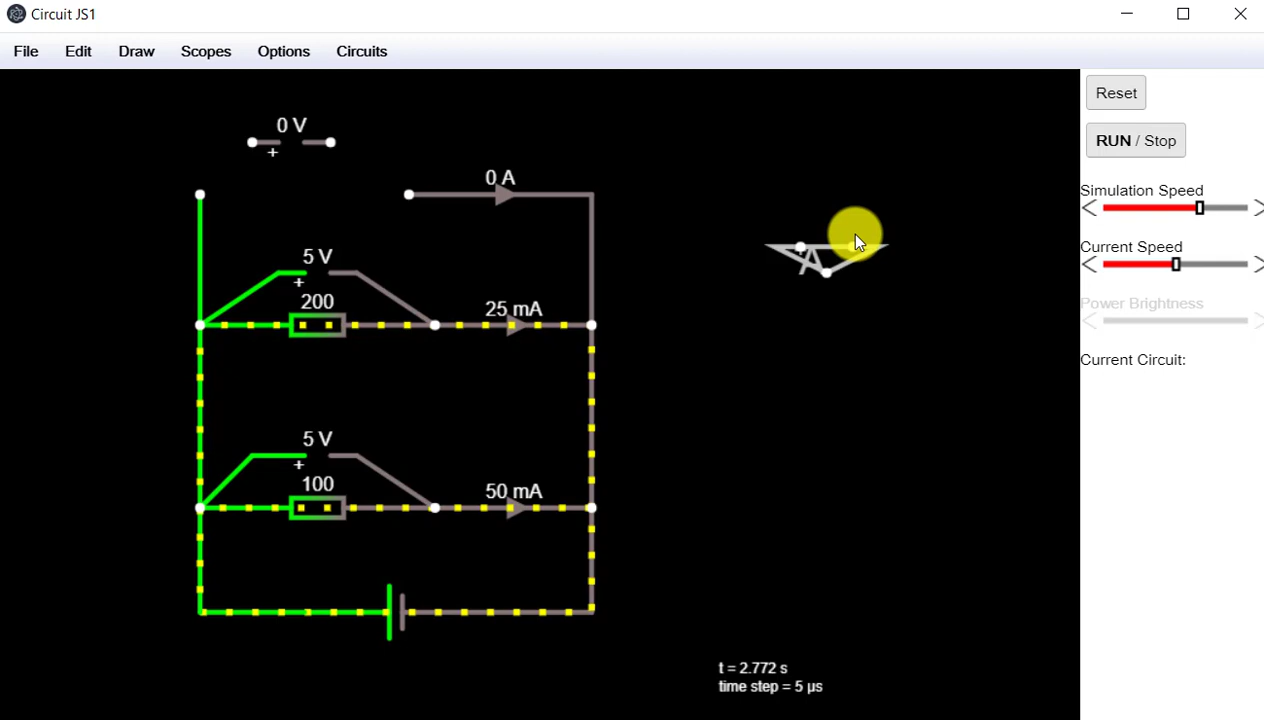 Circuit JS1
File Edit Draw Scopes Options Circuits
Reset
RUN / Stop
Simulation Speed
Current Speed
Power Brightness
Current Circuit:
0 V
+
0 A
5 V
+
200
25 mA
5 V
+
100
50 mA
A
t = 2.772 s
time step = 5 µs